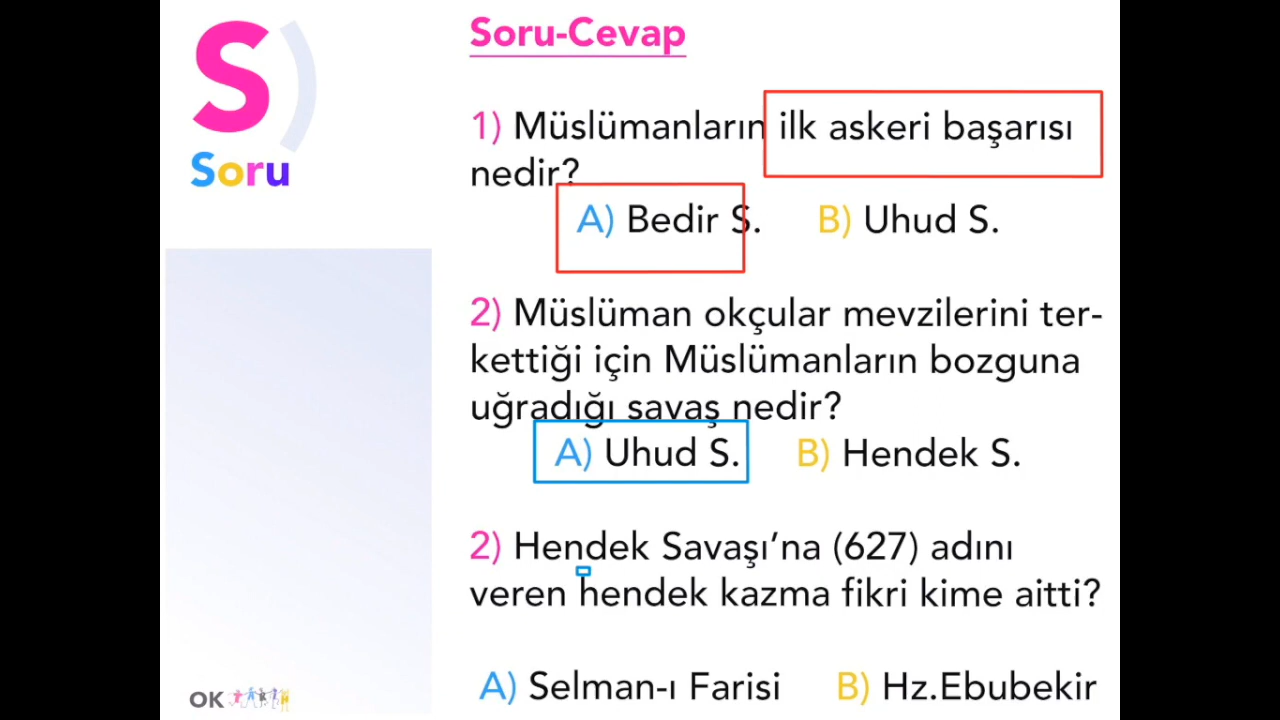 S)
Soru
Soru-Cevap
1) Müslümanların ilk askeri başarısı
nedir?
A) Bedir S. B) Uhud S.
2) Müslüman okçular mevzilerini ter-
kettiği için Müslümanların bozguna
uğradığı savaş nedir?
A) Uhud S. B) Hendek S.
2) Hendek Savaşı’na (627) adını
veren hendek kazma fikri kime aitti?
A) Selman-ı Farisi B) Hz.Ebubekir
OK